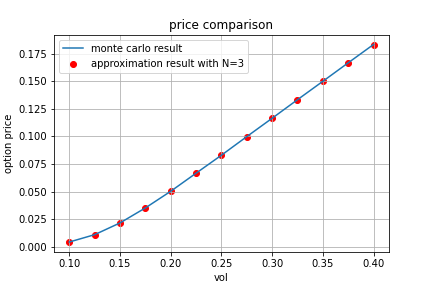 price comparison
monte carlo result
approximation result with N=3
option price
0.175
0.150
0.125
0.100
0.075
0.050
0.025
0.000
0.10 0.15 0.20 0.25 0.30 0.35 0.40
vol